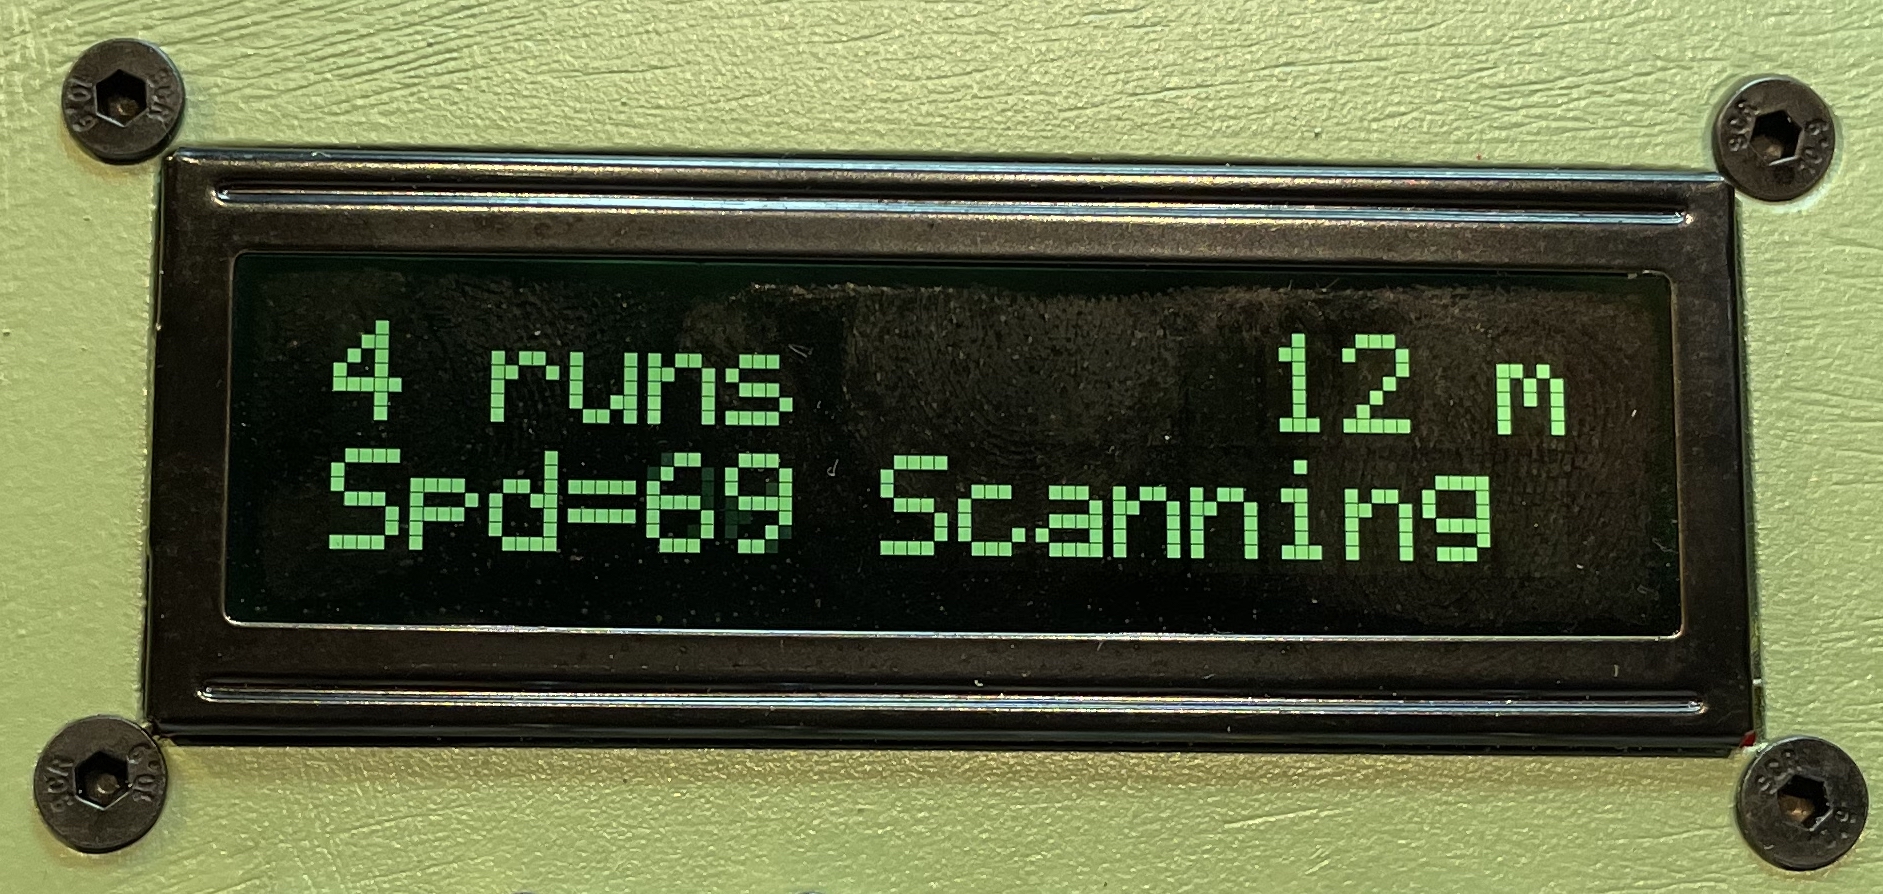 4 runs 12 m
Spd=69 Scanning